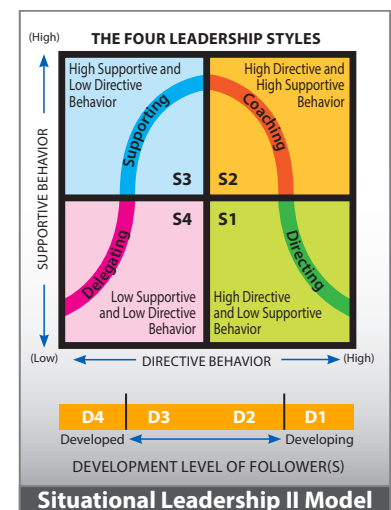 (High)
THE FOUR LEADERSHIP STYLES
High Supportive and
Low Directive
Behavior
High Directive and
High Supportive
Behavior
Supporting
Coaching
S3
S2
SUPPORTIVE BEHAVIOR
S4
S1
Delegating
Directing
Low Supportive
and Low Directive
Behavior
High Directive
and Low Supportive
Behavior
(Low)
DIRECTIVE BEHAVIOR
(High)
D4
D3
D2
D1
Developed
Developing
DEVELOPMENT LEVEL OF FOLLOWER(S)
Situational Leadership II Model